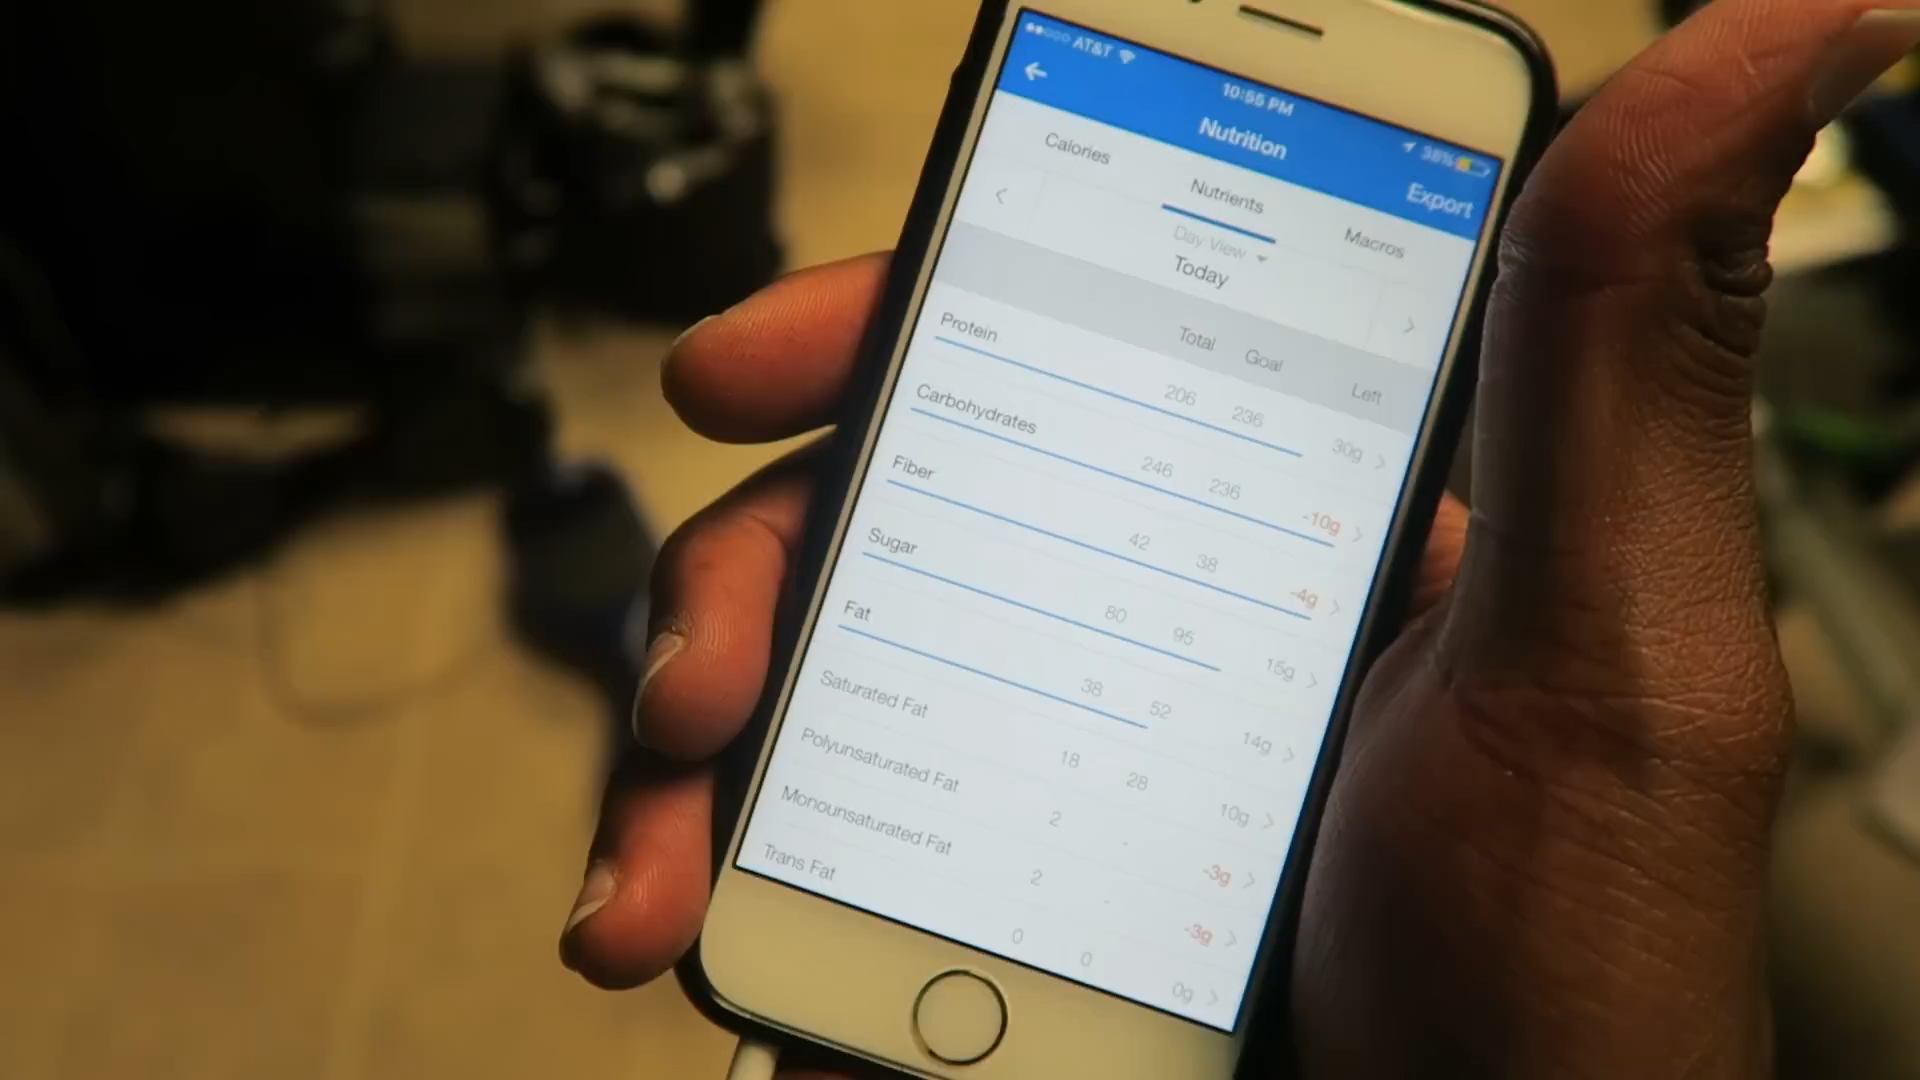 AT&T
10:55 PM
38%
Nutrition
Export
Calories Nutrients Macros
Day View
Today
Total Goal Left
Protein 206 236 30g
Carbohydrates 246 236 -10g
Fiber 42 38 -4g
Sugar 80 95 15g
Fat 38 52 14g
Saturated Fat 18 28 10g
Polyunsaturated Fat 2 - -3g
Monounsaturated Fat 2 - -3g
Trans Fat 0 0 0g